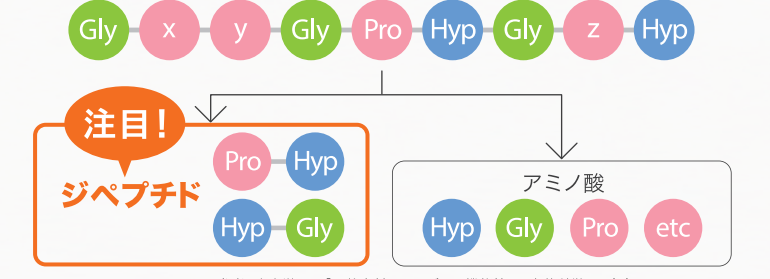 Gly x y Gly Pro Hyp Gly z Hyp
注目！
ジペプチド
Pro Hyp
Hyp Gly
アミノ酸
Hyp Gly Pro etc